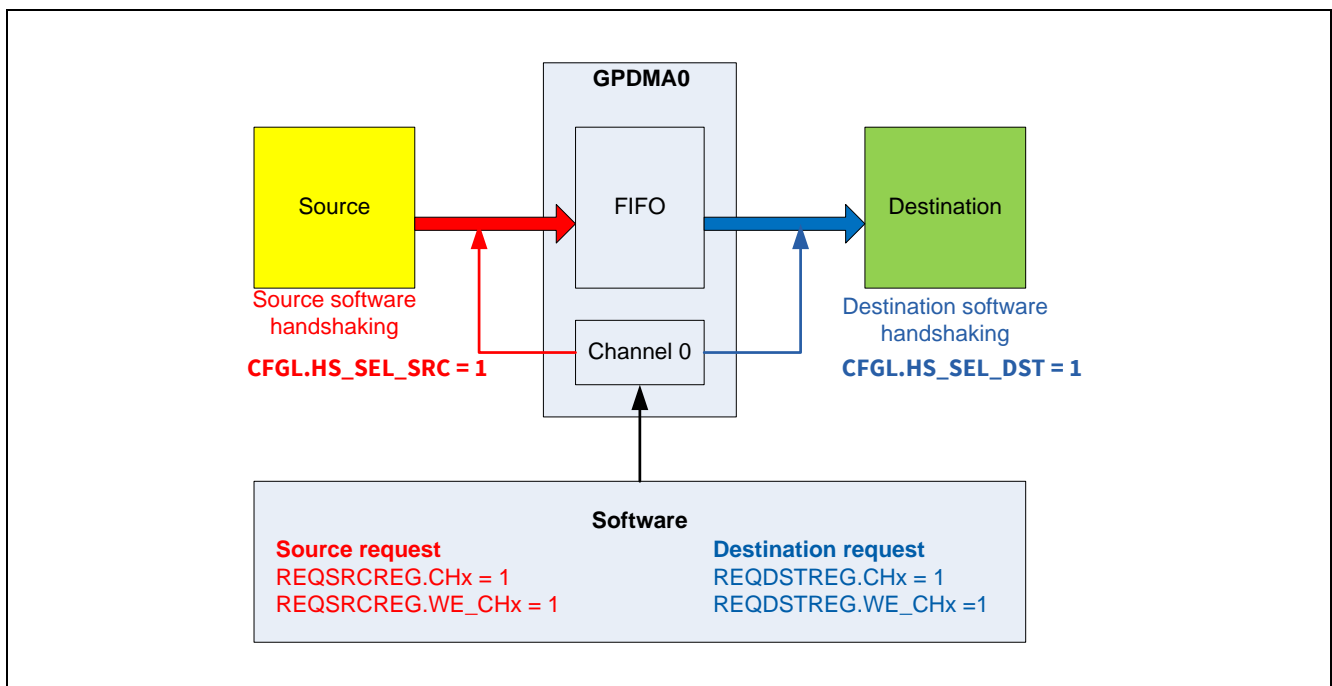 GPDMA0
Source
FIFO
Destination
Source software
handshaking
CFGL.HS_SEL_SRC = 1
Channel 0
Destination software
handshaking
CFGL.HS_SEL_DST = 1
Software
Source request
REQSRCREG.CHx = 1
REQSRCREG.WE_CHx = 1
Destination request
REQDSTREG.CHx = 1
REQDSTREG.WE_CHx =1